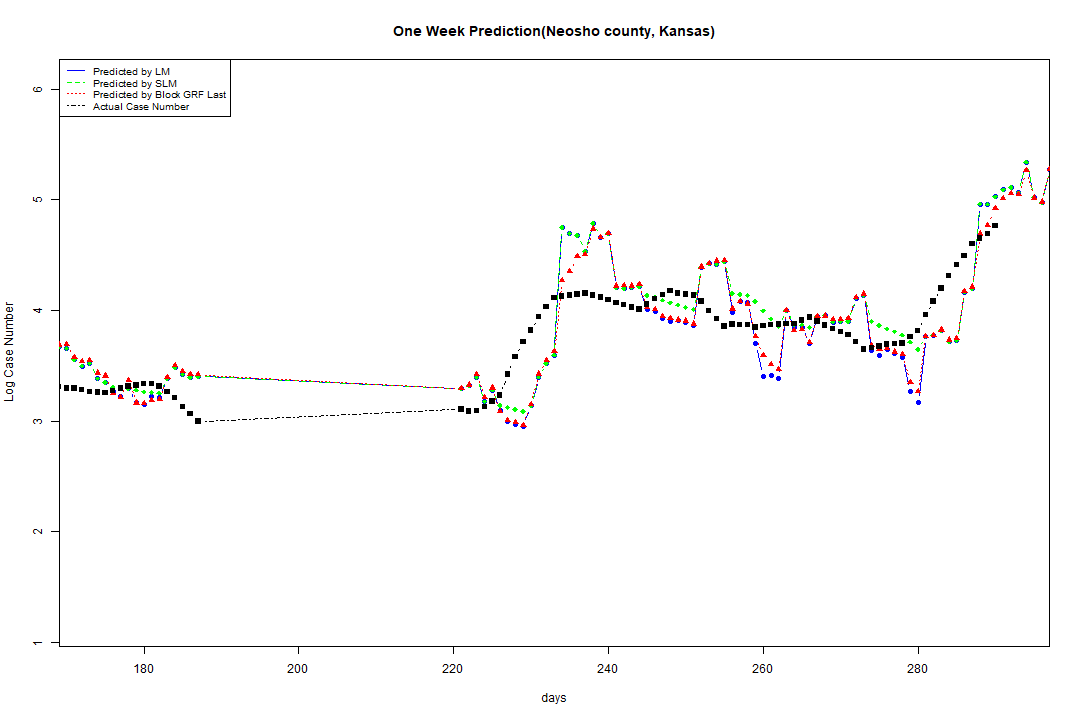 One Week Prediction(Neosho county, Kansas)
Predicted by LM
Predicted by SLM
Predicted by Block GRF Last
Actual Case Number
6
5
4
3
2
1
Log Case Number
180 200 220 240 260 280
days